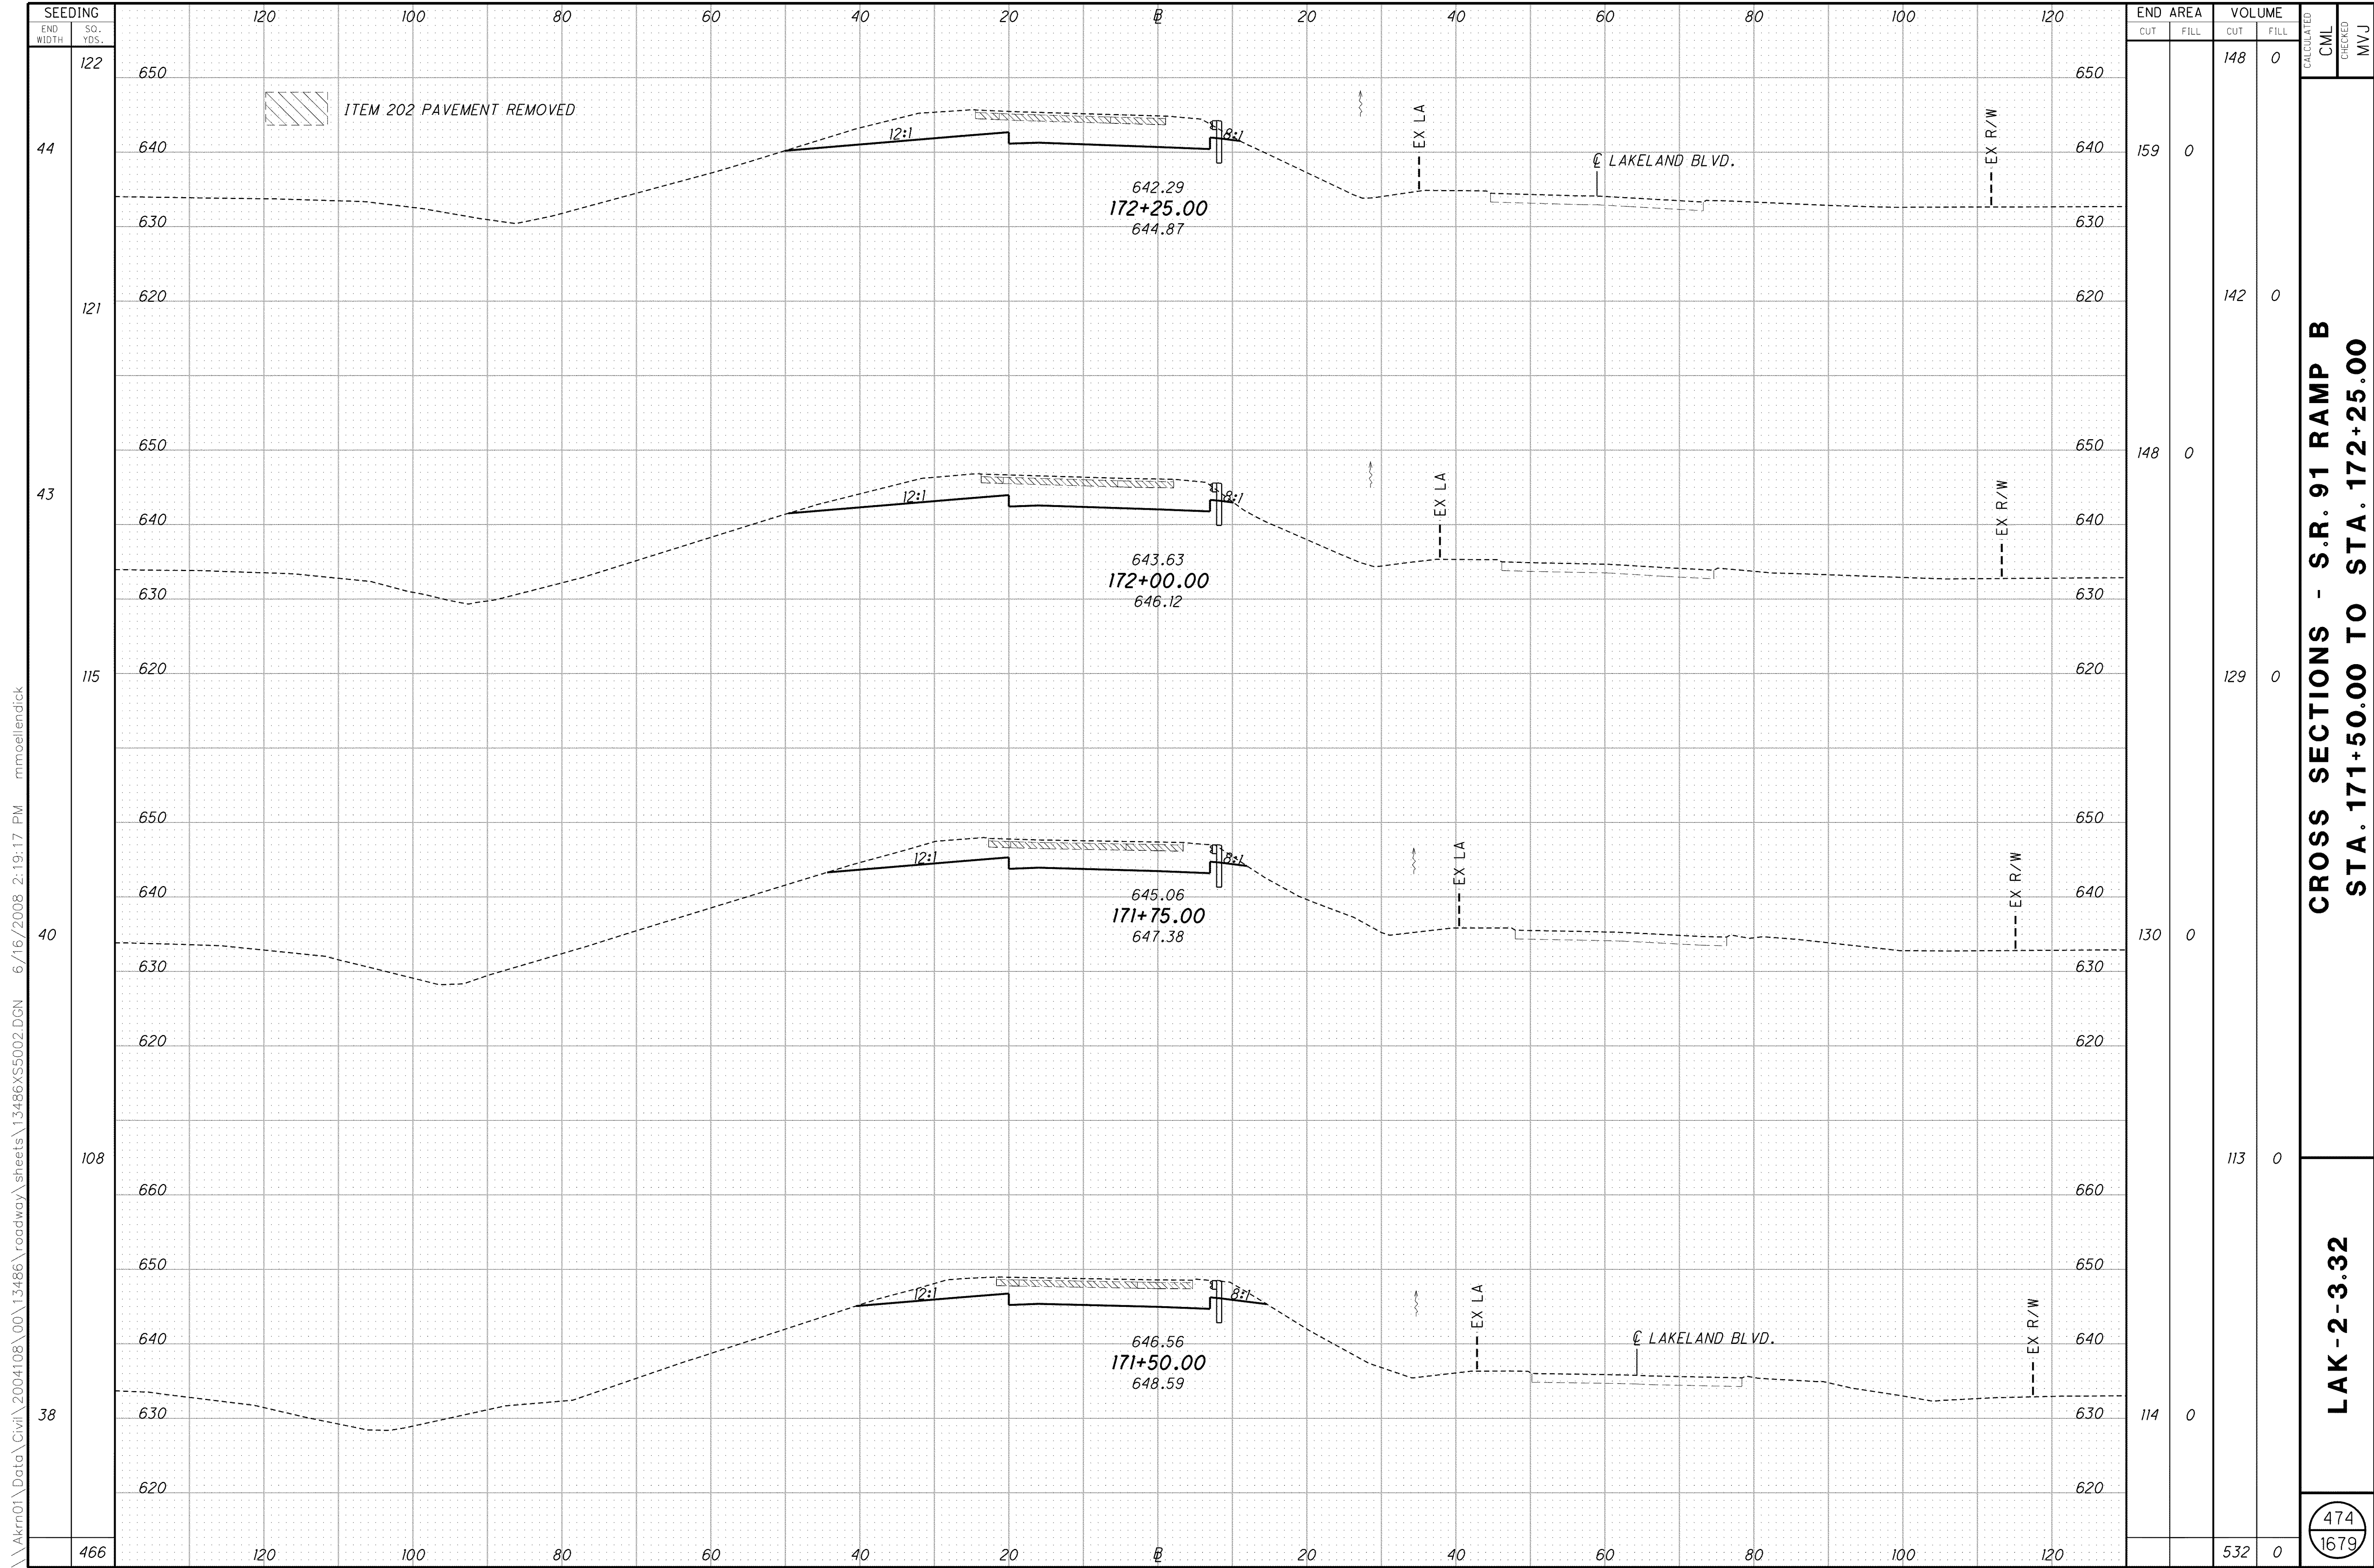 SEEDING
END WIDTH
SQ. YDS.
120 100 80 60 40 20 ℄ 20 40 60 80 100 120
END AREA
VOLUME
CUT FILL CUT FILL
CALCULATED
CML
CHECKED
MVJ
122
148 0
650 650
ITEM 202 PAVEMENT REMOVED
12:1
8:1
EX LA
EX R/W
44
640 640
159 0
℄ LAKELAND BLVD.
642.29
172+25.00
644.87
630 630
620 620
121
142 0
650 650
148 0
43
12:1
8:1
EX LA
EX R/W
640 640
643.63
172+00.00
646.12
630 630
620 620
115
129 0
650 650
12:1
8:1
EX LA
EX R/W
640 640
645.06
171+75.00
647.38
40
130 0
630 630
620 620
108
113 0
660 660
650 650
12:1
8:1
EX LA
EX R/W
640 640
℄ LAKELAND BLVD.
646.56
171+50.00
648.59
38
630 630
114 0
620 620
466
120 100 80 60 40 20 ℄ 20 40 60 80 100 120
532 0
CROSS SECTIONS - S.R. 91 RAMP B
STA. 171+50.00 TO STA. 172+25.00
LAK-2-3.32
474
1679
\\Akrn01\Data\Civil\2004108\00\13486\roadway\sheets\13486XS5002.DGN 6/16/2008 2:19:17 PM mmoellendick